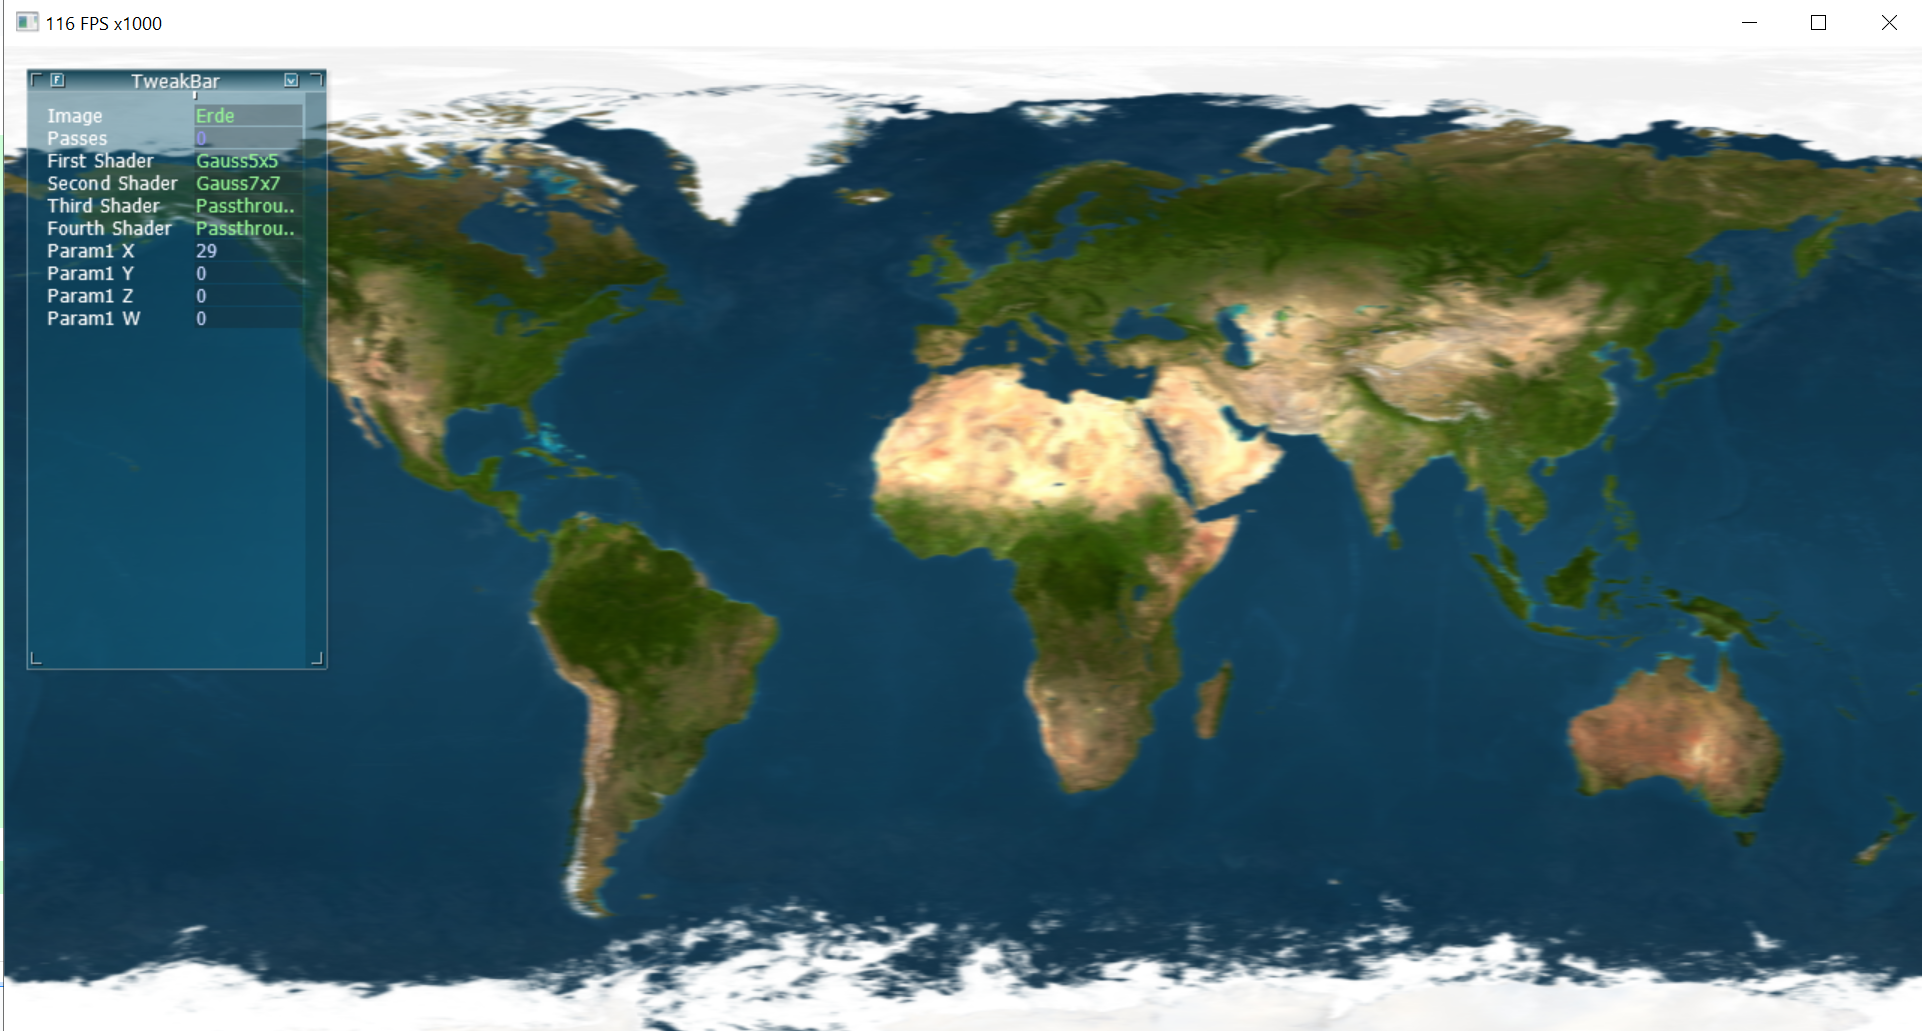 116 FPS x1000
F TweakBar v
Image Erde
Passes 0
First Shader Gauss5x5
Second Shader Gauss7x7
Third Shader Passthrou..
Fourth Shader Passthrou..
Param1 X 29
Param1 Y 0
Param1 Z 0
Param1 W 0